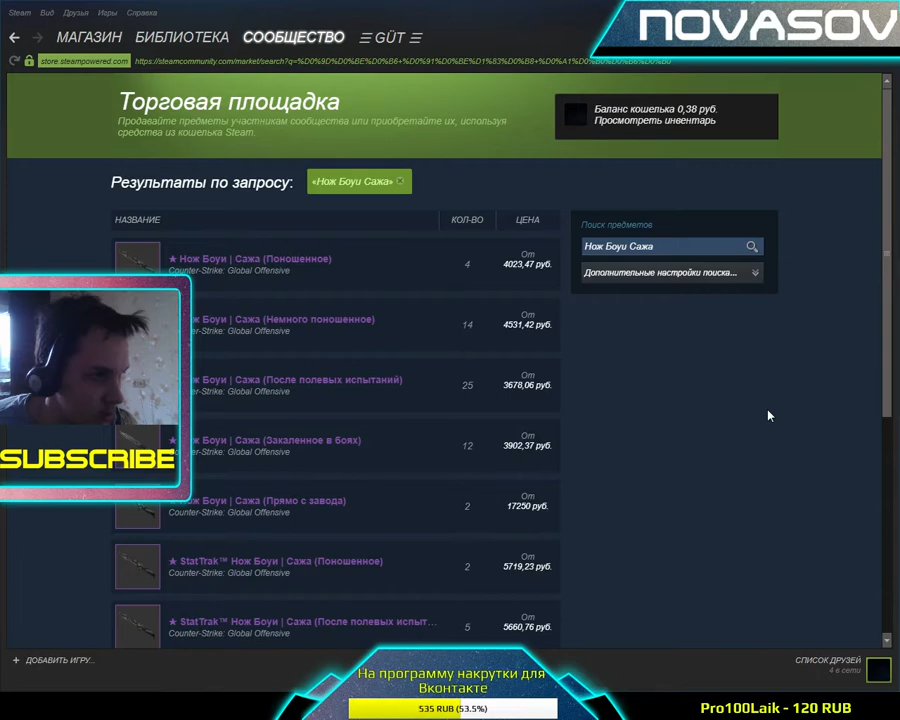 Steam Вид Друзья Игры Справка
NOVASOV
МАГАЗИН БИБЛИОТЕКА СООБЩЕСТВО GÜT
store.steampowered.com
Торговая площадка
Продавайте предметы участникам сообщества или приобретайте их, используя
средства из кошелька Steam.
Баланс кошелька 0,38 руб.
Просмотреть инвентарь
Результаты по запросу: «Нож Боуи Сажа»
НАЗВАНИЕ КОЛ-ВО ЦЕНА
Поиск предметов
Нож Боуи Сажа
Дополнительные настройки поиска...
★ Нож Боуи | Сажа (Поношенное)
Counter-Strike: Global Offensive
4
От
4023,47 руб.
Боуи | Сажа (Немного поношенное)
Counter-Strike: Global Offensive
14
От
4531,42 руб.
Боуи | Сажа (После полевых испытаний)
Counter-Strike: Global Offensive
25
От
3678,06 руб.
Боуи | Сажа (Закаленное в боях)
Counter-Strike: Global Offensive
12
От
3902,37 руб.
Боуи | Сажа (Прямо с завода)
Counter-Strike: Global Offensive
2
От
17250 руб.
★ StatTrak™ Нож Боуи | Сажа (Поношенное)
Counter-Strike: Global Offensive
2
От
5719,23 руб.
★ StatTrak™ Нож Боуи | Сажа (После полевых испыт...
Counter-Strike: Global Offensive
5
От
5660,76 руб.
SUBSCRIBE
+ ДОБАВИТЬ ИГРУ...
СПИСОК ДРУЗЕЙ
4 в сети
На программу накрутки для
Вконтакте
535 RUB (53.5%)
Pro100Laik - 120 RUB